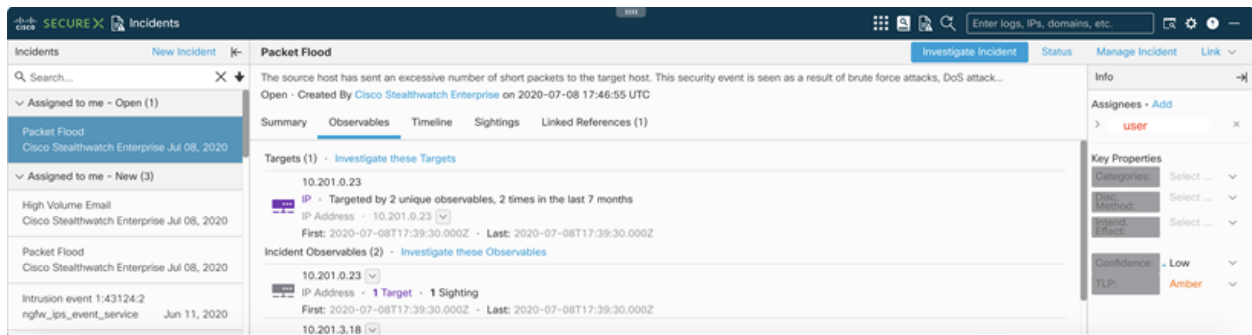 cisco SECURE X Incidents Enter logs, IPs, domains, etc.
Incidents New Incident
Search...
Assigned to me - Open (1)
Packet Flood
Cisco Stealthwatch Enterprise Jul 08, 2020
Assigned to me - New (3)
High Volume Email
Cisco Stealthwatch Enterprise Jul 08, 2020
Packet Flood
Cisco Stealthwatch Enterprise Jul 08, 2020
Intrusion event 1:43124:2
ngfw_ips_event_service Jun 11, 2020
Packet Flood Investigate Incident Status Manage Incident Link
The source host has sent an excessive number of short packets to the target host. This security event is seen as a result of brute force attacks, DoS attack...
Open - Created By Cisco Stealthwatch Enterprise on 2020-07-08 17:46:55 UTC
Summary Observables Timeline Sightings Linked References (1)
Targets (1) · Investigate these Targets
10.201.0.23
IP · Targeted by 2 unique observables, 2 times in the last 7 months
IP Address · 10.201.0.23
First: 2020-07-08T17:39:30.000Z · Last: 2020-07-08T17:39:30.000Z
Incident Observables (2) · Investigate these Observables
10.201.0.23
IP Address · 1 Target · 1 Sighting
First: 2020-07-08T17:39:30.000Z · Last: 2020-07-08T17:39:30.000Z
10.201.3.18
Info
Assignees · Add
user
Key Properties
Categories: Select ...
Disc. Method: Select ...
Intend. Effect: Select ...
Confidence: Low
TLP: Amber